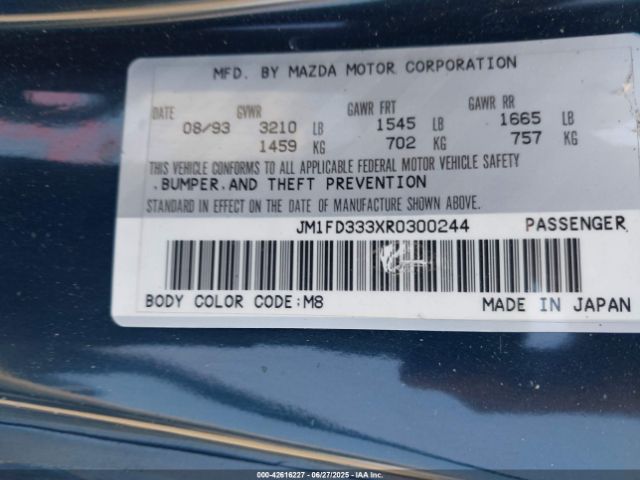 MFD. BY MAZDA MOTOR CORPORATION
DATE GVWR GAWR FRT GAWR RR
08/93 3210 LB 1545 LB 1665 LB
1459 KG 702 KG 757 KG
THIS VEHICLE CONFORMS TO ALL APPLICABLE FEDERAL MOTOR VEHICLE SAFETY
.BUMPER.AND THEFT PREVENTION
STANDARD IN EFFECT ON THE DATE OF MANUFACTURE SHOWN ABOVE.
JM1FD333XR0300244 PASSENGER
BODY COLOR CODE:M8 MADE IN JAPAN
000-42616227 - 06/27/2025 - IAAI.COM